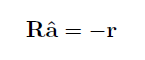 Râ = −r